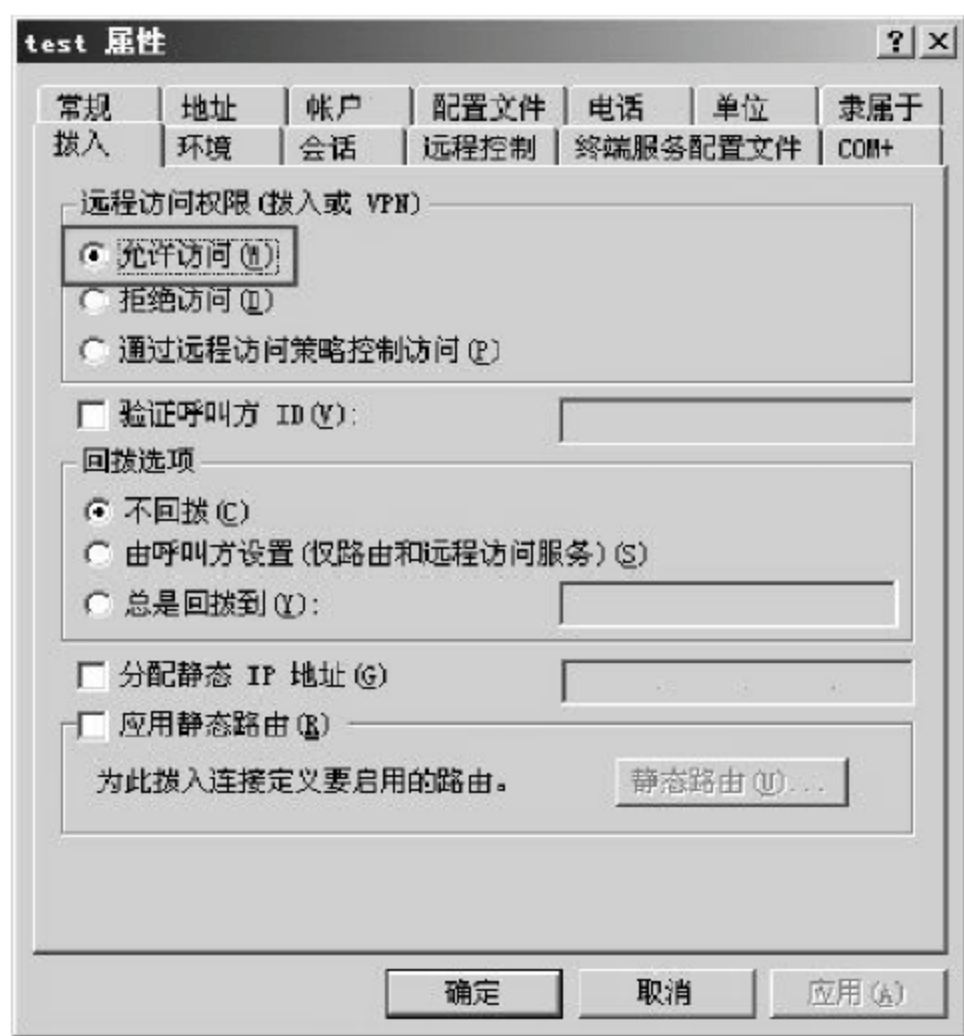 test 属性
常规 地址 帐户 配置文件 电话 单位 隶属于
拨入 环境 会话 远程控制 终端服务配置文件 COM+
远程访问权限(拨入或 VPN)
允许访问(W)
拒绝访问(D)
通过远程访问策略控制访问(P)
验证呼叫方 ID(V):
回拨选项
不回拨(C)
由呼叫方设置(仅路由和远程访问服务)(S)
总是回拨到(Y):
分配静态 IP 地址(G)
应用静态路由(R)
为此拨入连接定义要启用的路由。 静态路由(U)...
确定 取消 应用(A)